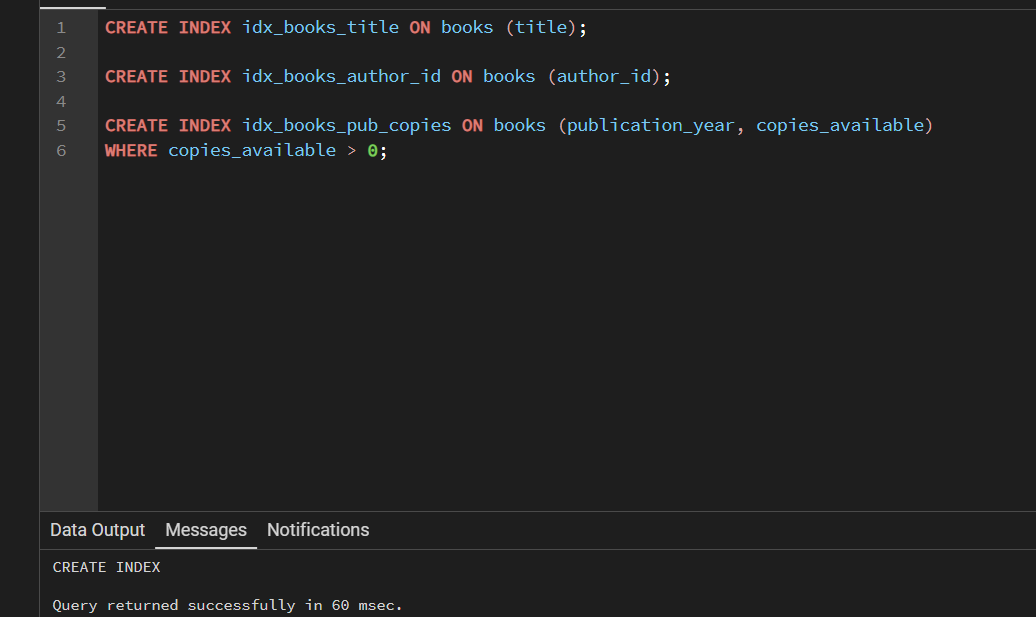 1 CREATE INDEX idx_books_title ON books (title);
2
3 CREATE INDEX idx_books_author_id ON books (author_id);
4
5 CREATE INDEX idx_books_pub_copies ON books (publication_year, copies_available)
6 WHERE copies_available > 0;
Data Output Messages Notifications
CREATE INDEX
Query returned successfully in 60 msec.